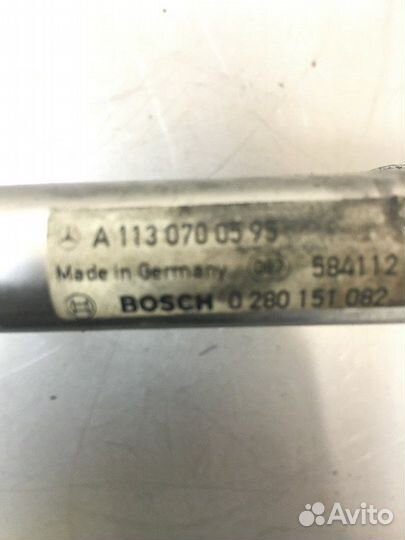 A 113 070 05 95
Made in Germany 584112
BOSCH 0 280 151 082
Avito